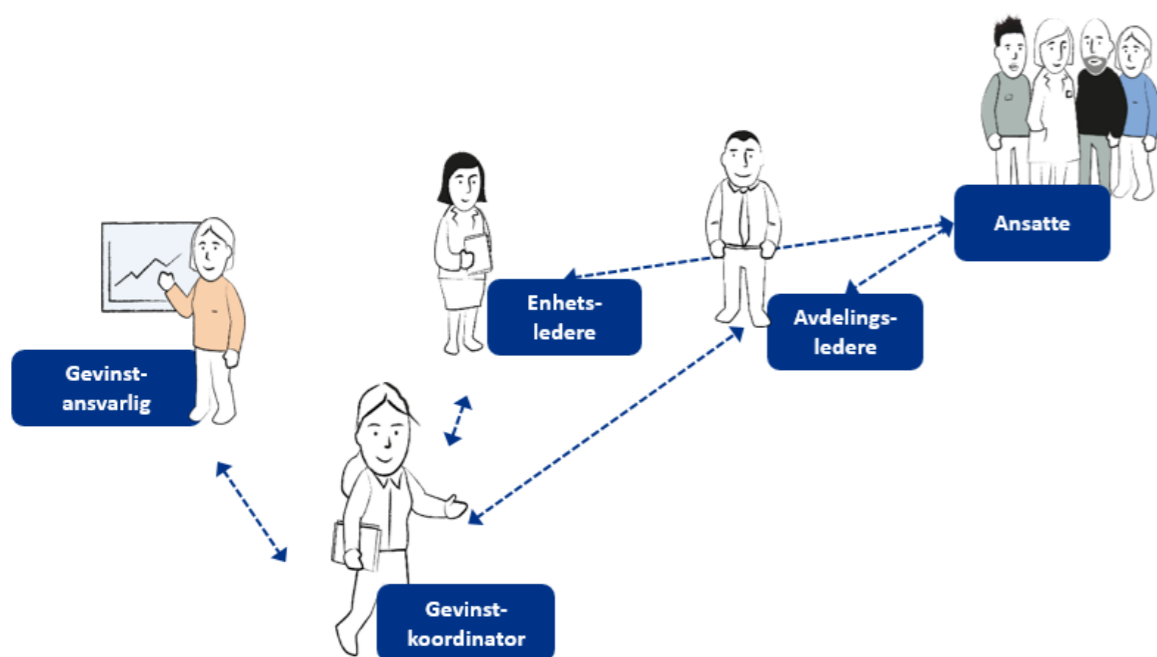 Ansatte
Enhets-
ledere
Avdelings-
ledere
Gevinst-
ansvarlig
Gevinst-
koordinator